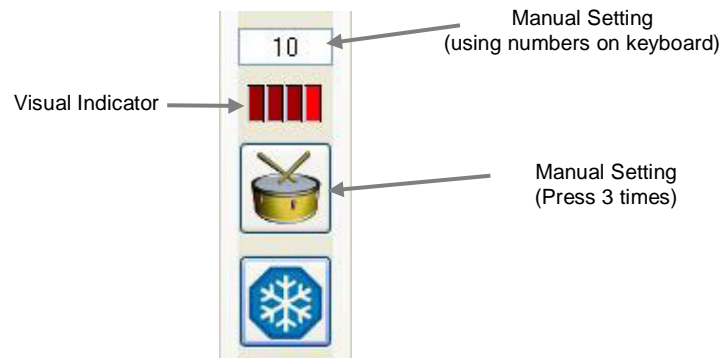 Manual Setting
(using numbers on keyboard)
10
Visual Indicator
Manual Setting
(Press 3 times)